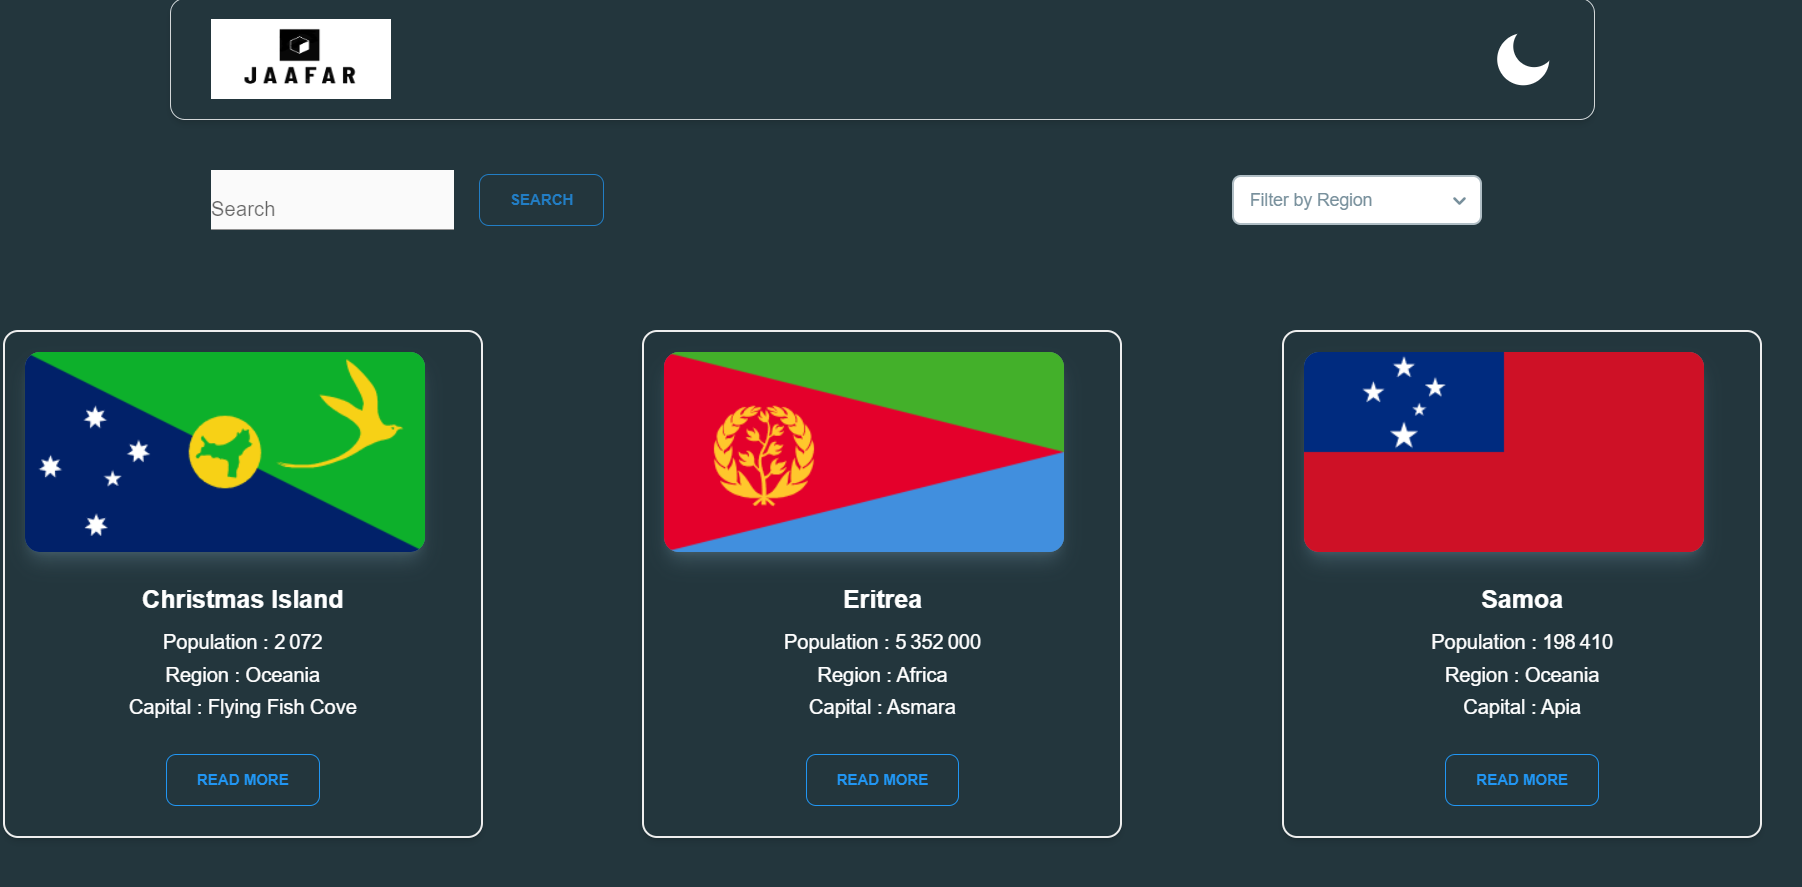 JAAFAR
Search
SEARCH
Filter by Region
Christmas Island
Population : 2 072
Region : Oceania
Capital : Flying Fish Cove
READ MORE
Eritrea
Population : 5 352 000
Region : Africa
Capital : Asmara
READ MORE
Samoa
Population : 198 410
Region : Oceania
Capital : Apia
READ MORE